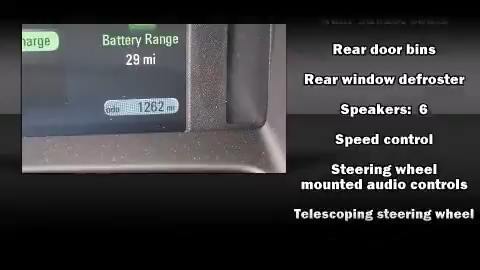 harge
Battery Range
29 mi
odo 1262 mi
Rear door bins
Rear window defroster
Speakers: 6
Speed control
Steering wheel
mounted audio controls
Telescoping steering wheel